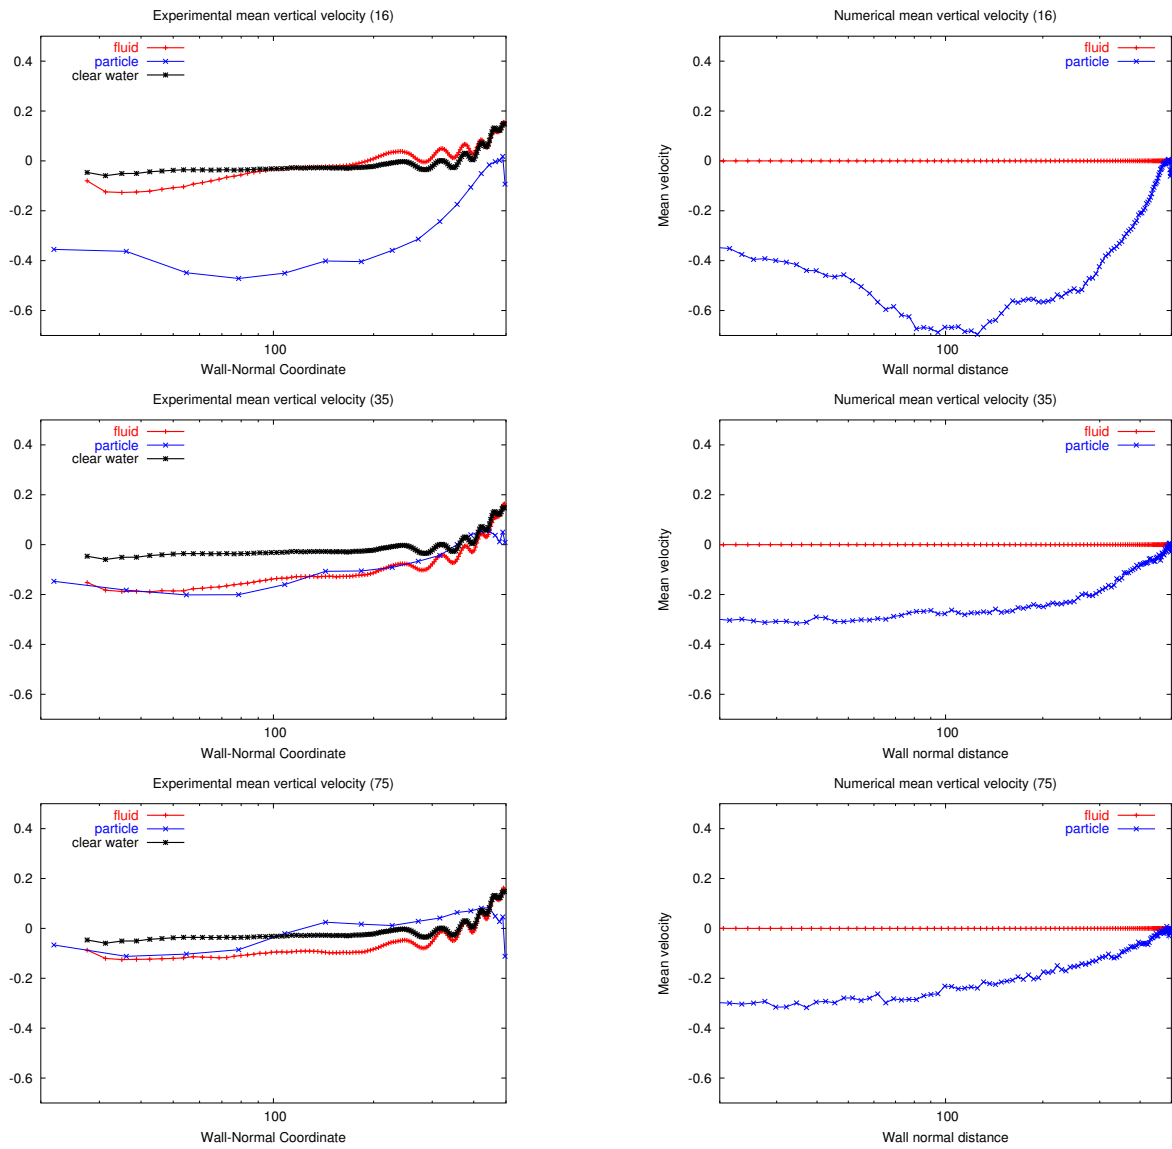 Experimental mean vertical velocity (16)
0.4
0.2
0
-0.2
-0.4
-0.6
fluid
particle
clear water
100
Wall-Normal Coordinate
Numerical mean vertical velocity (16)
Mean velocity
0.4
0.2
0
-0.2
-0.4
-0.6
fluid
particle
100
Wall normal distance
Experimental mean vertical velocity (35)
0.4
0.2
0
-0.2
-0.4
-0.6
fluid
particle
clear water
100
Wall-Normal Coordinate
Numerical mean vertical velocity (35)
Mean velocity
0.4
0.2
0
-0.2
-0.4
-0.6
fluid
particle
100
Wall normal distance
Experimental mean vertical velocity (75)
0.4
0.2
0
-0.2
-0.4
-0.6
fluid
particle
clear water
100
Wall-Normal Coordinate
Numerical mean vertical velocity (75)
Mean velocity
0.4
0.2
0
-0.2
-0.4
-0.6
fluid
particle
100
Wall normal distance